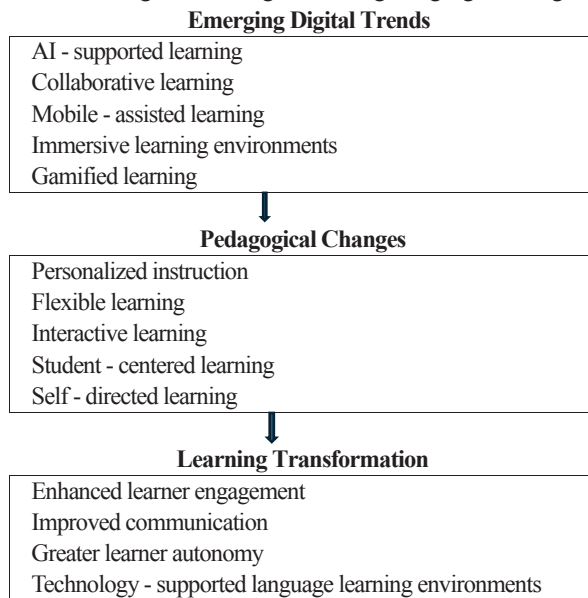 Emerging Digital Trends
AI - supported learning
Collaborative learning
Mobile - assisted learning
Immersive learning environments
Gamified learning
Pedagogical Changes
Personalized instruction
Flexible learning
Interactive learning
Student - centered learning
Self - directed learning
Learning Transformation
Enhanced learner engagement
Improved communication
Greater learner autonomy
Technology - supported language learning environments